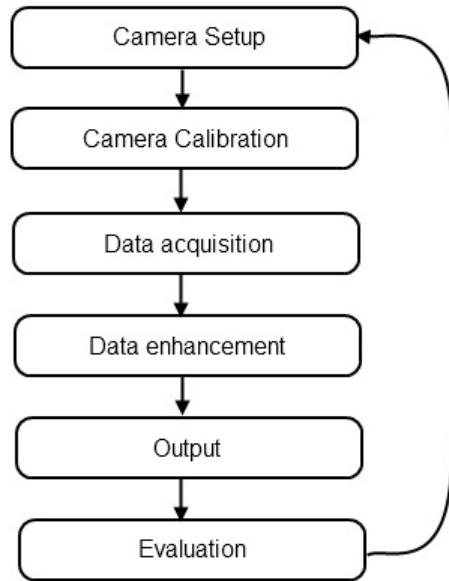 Camera Setup
Camera Calibration
Data acquisition
Data enhancement
Output
Evaluation